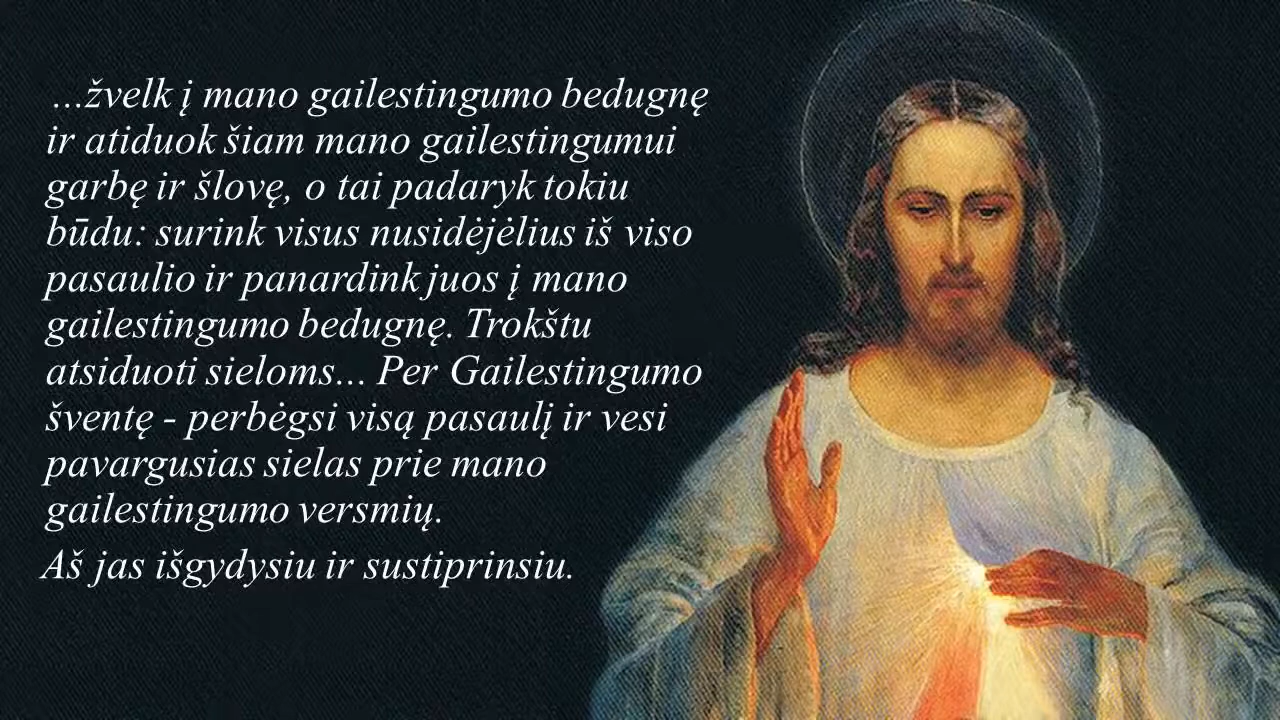 ...žvelk į mano gailestingumo bedugnę
ir atiduok šiam mano gailestingumui
garbę ir šlovę, o tai padaryk tokiu
būdu: surink visus nusidėjėlius iš viso
pasaulio ir panardink juos į mano
gailestingumo bedugnę. Trokštu
atsiduoti sieloms... Per Gailestingumo
šventę - perbėgsi visą pasaulį ir vesi
pavargusias sielas prie mano
gailestingumo versmių.
Aš jas išgydysiu ir sustiprinsiu.